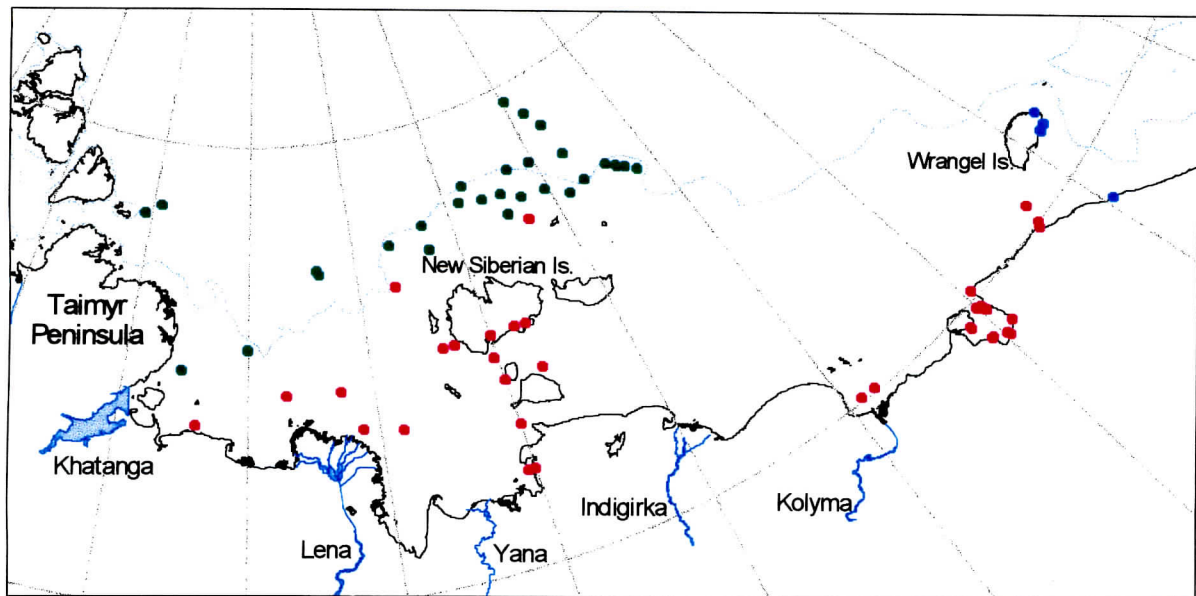 Wrangel Is.
New Siberian Is.
Taimyr
Peninsula
Khatanga
Lena
Yana
Indigirka
Kolyma